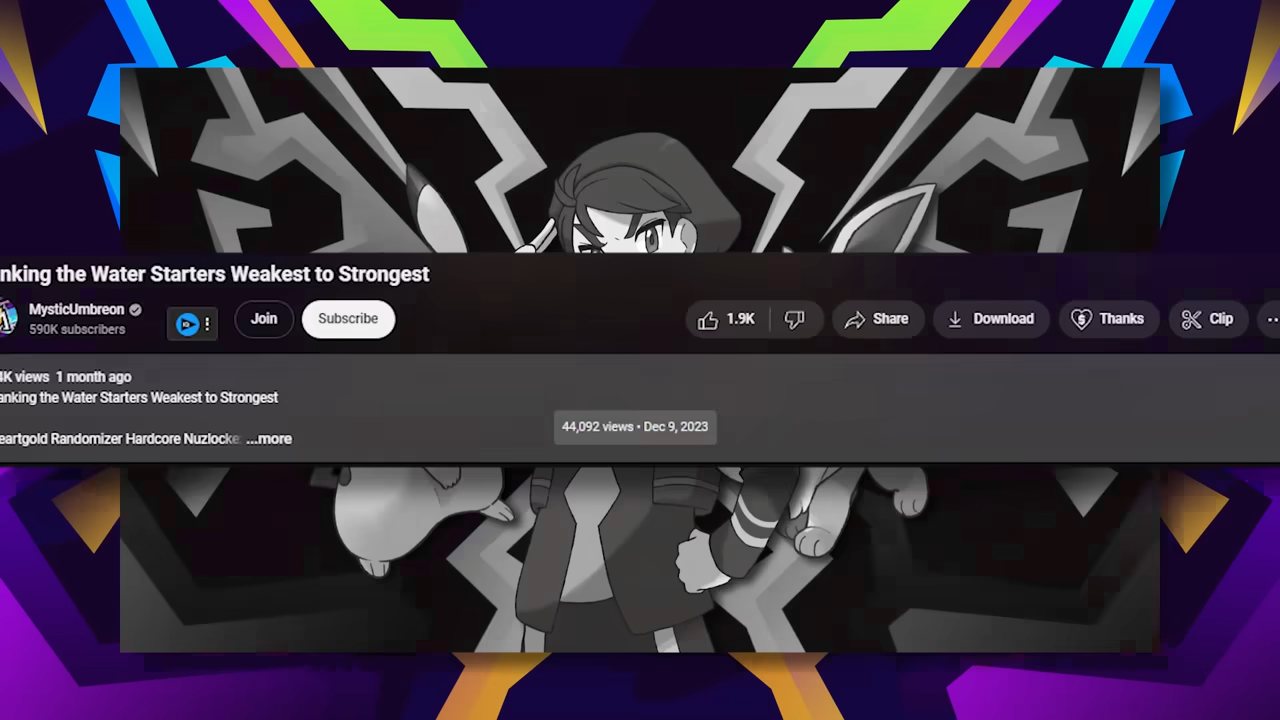 nking the Water Starters Weakest to Strongest
MysticUmbreon
590K subscribers
Join
Subscribe
1.9K
Share
Download
Thanks
Clip
4K views 1 month ago
anking the Water Starters Weakest to Strongest
44,092 views • Dec 9, 2023
eartgold Randomizer Hardcore Nuzlocke ...more